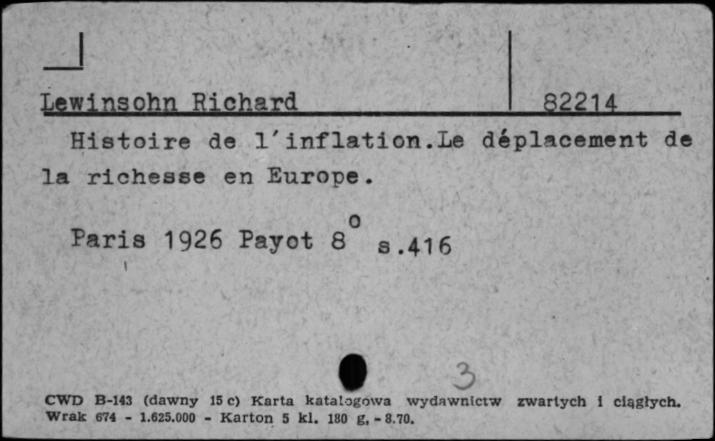 Lewinsohn Richard 82214
Histoire de l'inflation.Le déplacement de
la richesse en Europe.
Paris 1926 Payot 8° s.416
3
CWD B-143 (dawny 15 c) Karta katalogowa wydawnictw zwartych i ciągłych.
Wrak 674 - 1.625.000 - Karton 5 kl. 180 g, - 8.70.